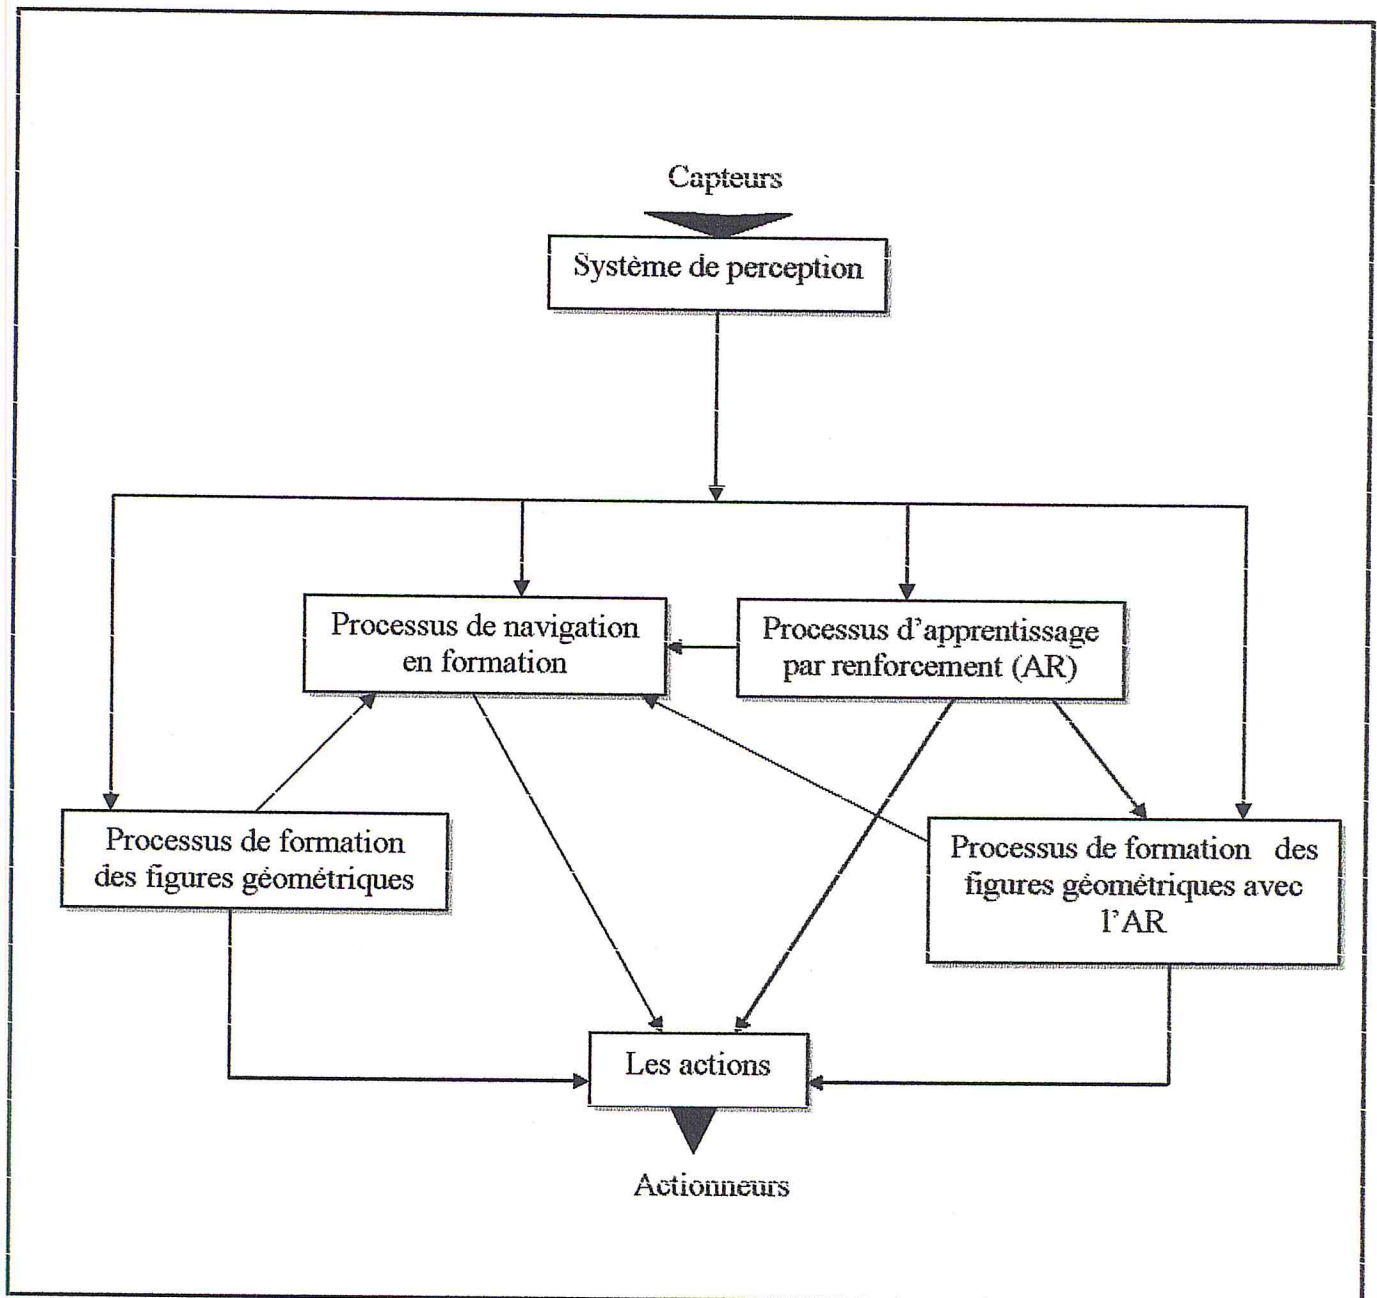 Capteurs
Système de perception
Processus de navigation
en formation
Processus d'apprentissage
par renforcement (AR)
Processus de formation
des figures géométriques
Processus de formation des
figures géométriques avec
l'AR
Les actions
Actionneurs